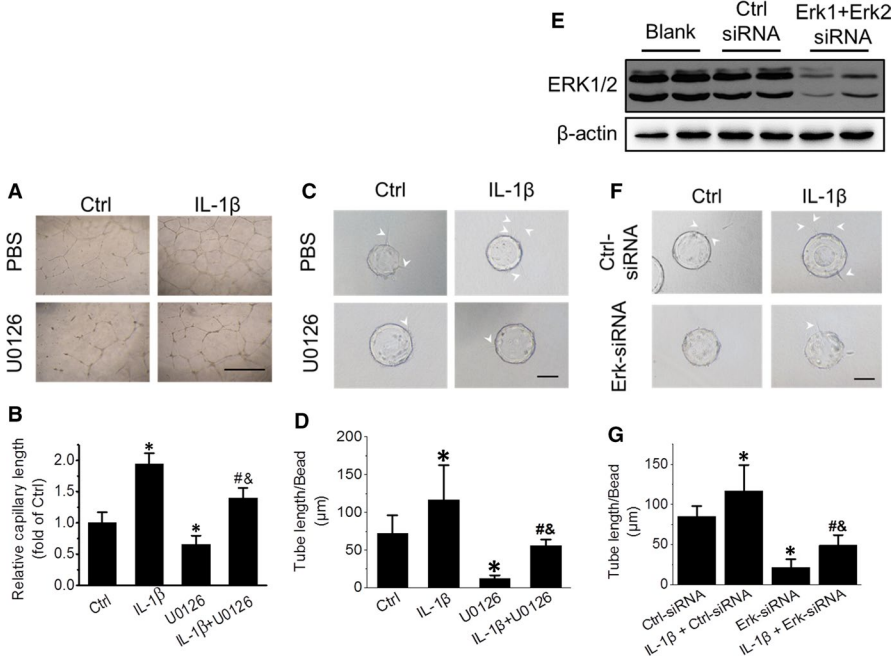 E
Blank
Ctrl
siRNA
Erk1+Erk2
siRNA
ERK1/2
β-actin
A
Ctrl
IL-1β
PBS
U0126
C
Ctrl
IL-1β
PBS
U0126
F
Ctrl
IL-1β
Ctrl-
siRNA
Erk-siRNA
B
Relative capillary length
(fold of Ctrl)
2.0
1.5
1.0
0.5
0.0
*
*
#&
Ctrl
IL-1β
U0126
IL-1β+U0126
D
Tube length/Bead
(μm)
200
150
100
50
0
*
*
#&
Ctrl
IL-1β
U0126
IL-1β+U0126
G
Tube length/Bead
(μm)
150
100
50
0
*
*
#&
Ctrl-siRNA
IL-1β + Ctrl-siRNA
Erk-siRNA
IL-1β + Erk-siRNA